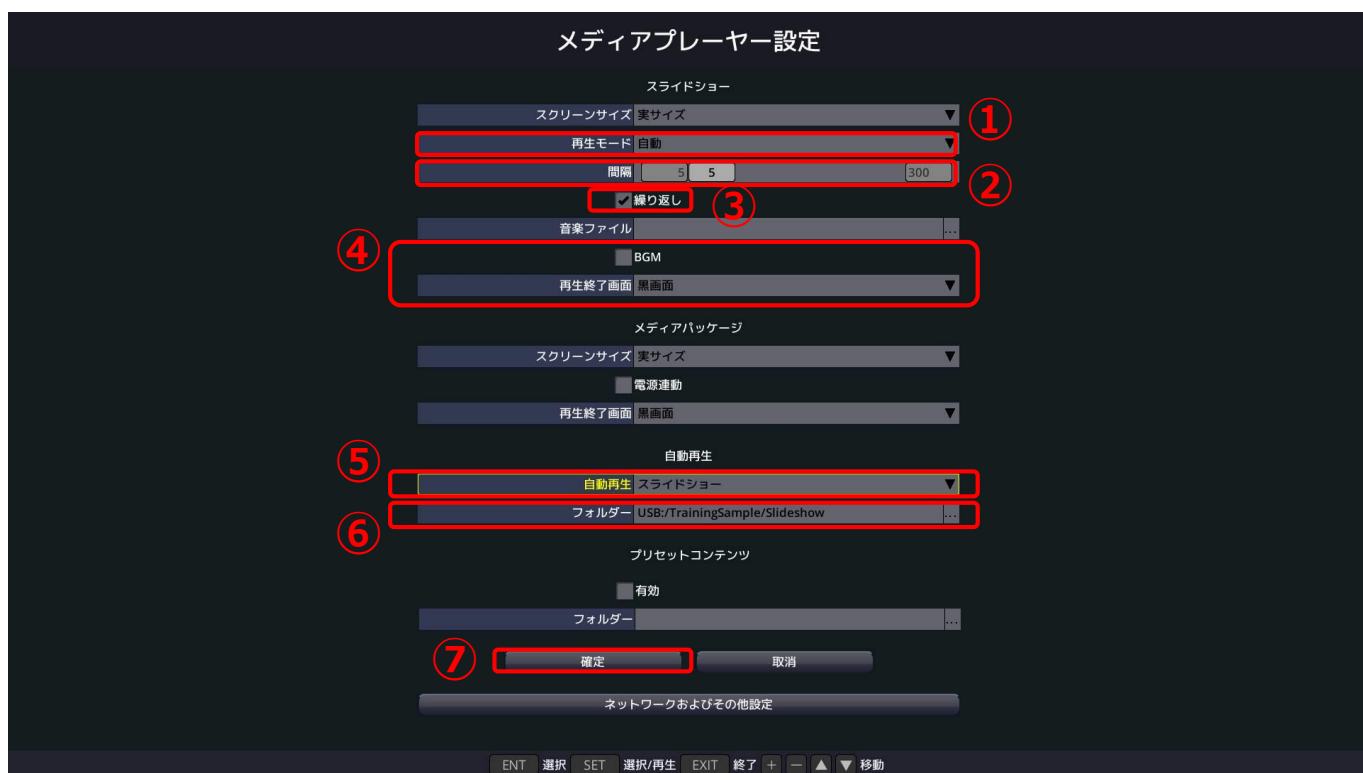 メディアプレーヤー設定
スライドショー
スクリーンサイズ 実サイズ ▼
①
再生モード 自動 ▼
間隔 5 5 300
②
✔ 繰り返し
③
音楽ファイル ...
④
BGM
再生終了画面 黒画面 ▼
メディアパッケージ
スクリーンサイズ 実サイズ ▼
電源連動
再生終了画面 黒画面 ▼
自動再生
⑤
自動再生 スライドショー ▼
フォルダー USB:/TrainingSample/Slideshow ...
⑥
プリセットコンテンツ
有効
フォルダー ...
⑦
確定 取消
ネットワークおよびその他設定
ENT 選択 SET 選択/再生 EXIT 終了 + − ▲ ▼ 移動